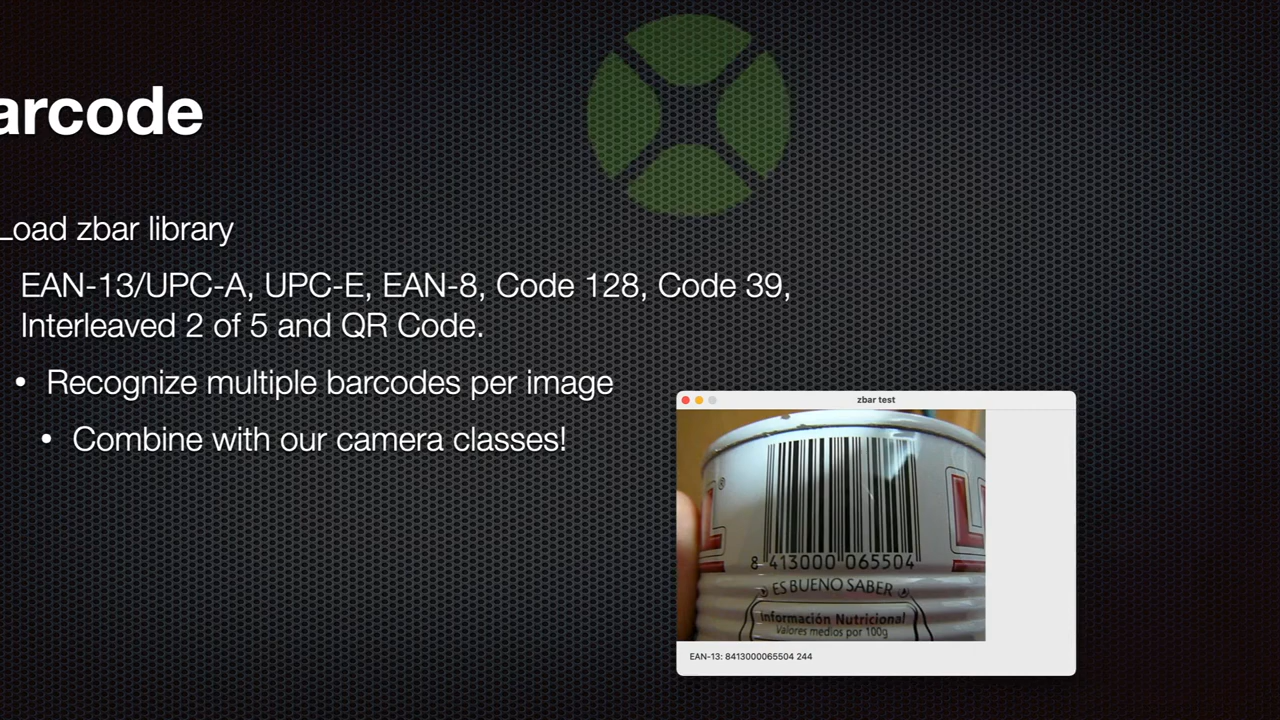 arcode
Load zbar library
EAN-13/UPC-A, UPC-E, EAN-8, Code 128, Code 39,
Interleaved 2 of 5 and QR Code.
• Recognize multiple barcodes per image
• Combine with our camera classes!
zbar test
®
8 413000 065504
ES BUENO SABER
Información Nutricional
Valores medios por 100g
EAN-13: 8413000065504 244